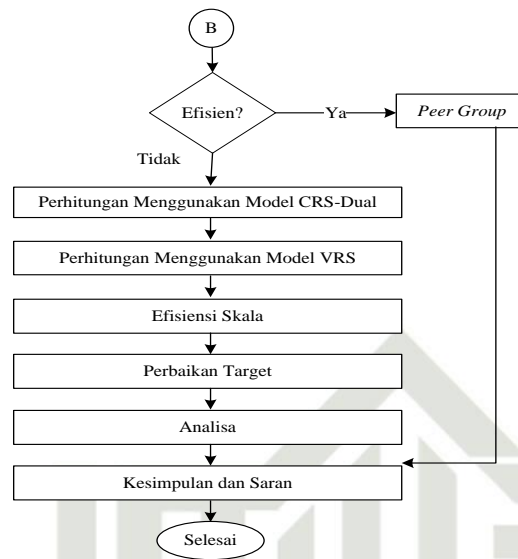 B
Efisien?
Ya
Peer Group
Tidak
Perhitungan Menggunakan Model CRS-Dual
Perhitungan Menggunakan Model VRS
Efisiensi Skala
Perbaikan Target
Analisa
Kesimpulan dan Saran
Selesai